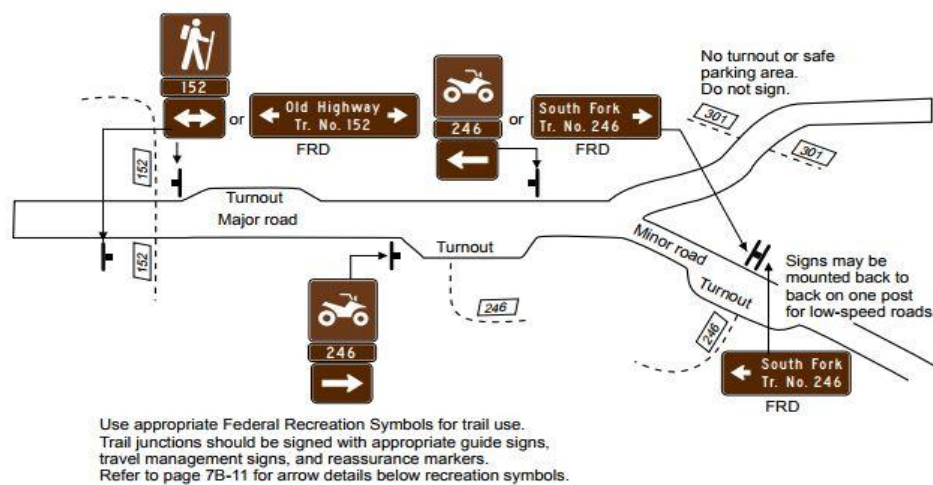 152
or
Old Highway
Tr. No. 152
FRD
246
or
South Fork
Tr. No. 246
FRD
No turnout or safe
parking area.
Do not sign.
301
301
152
Turnout
Major road
152
Turnout
246
246
Minor road
Turnout
246
Signs may be
mounted back to
back on one post
for low-speed roads
South Fork
Tr. No. 246
FRD
Use appropriate Federal Recreation Symbols for trail use.
Trail junctions should be signed with appropriate guide signs,
travel management signs, and reassurance markers.
Refer to page 7B-11 for arrow details below recreation symbols.